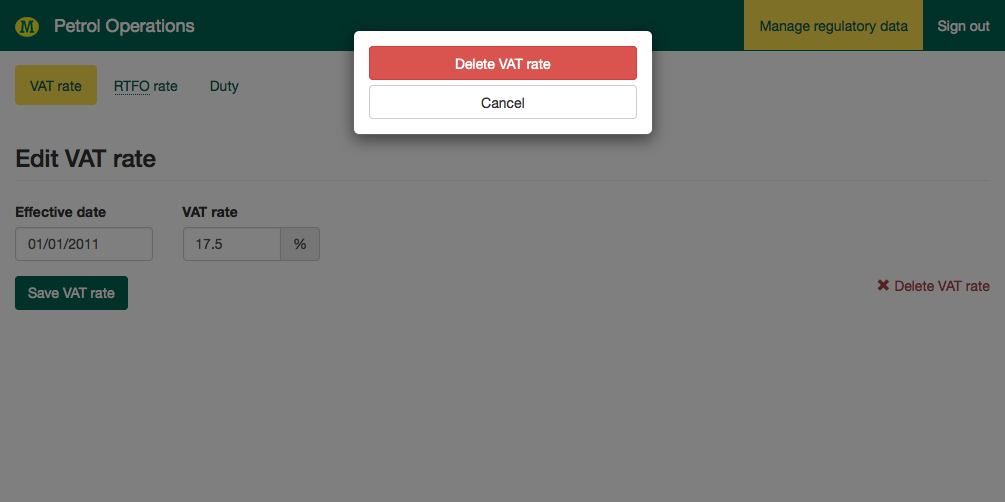 M Petrol Operations Manage regulatory data Sign out
Delete VAT rate
Cancel
VAT rate RTFO rate Duty
Edit VAT rate
Effective date VAT rate
01/01/2011 17.5 %
Save VAT rate ✖ Delete VAT rate